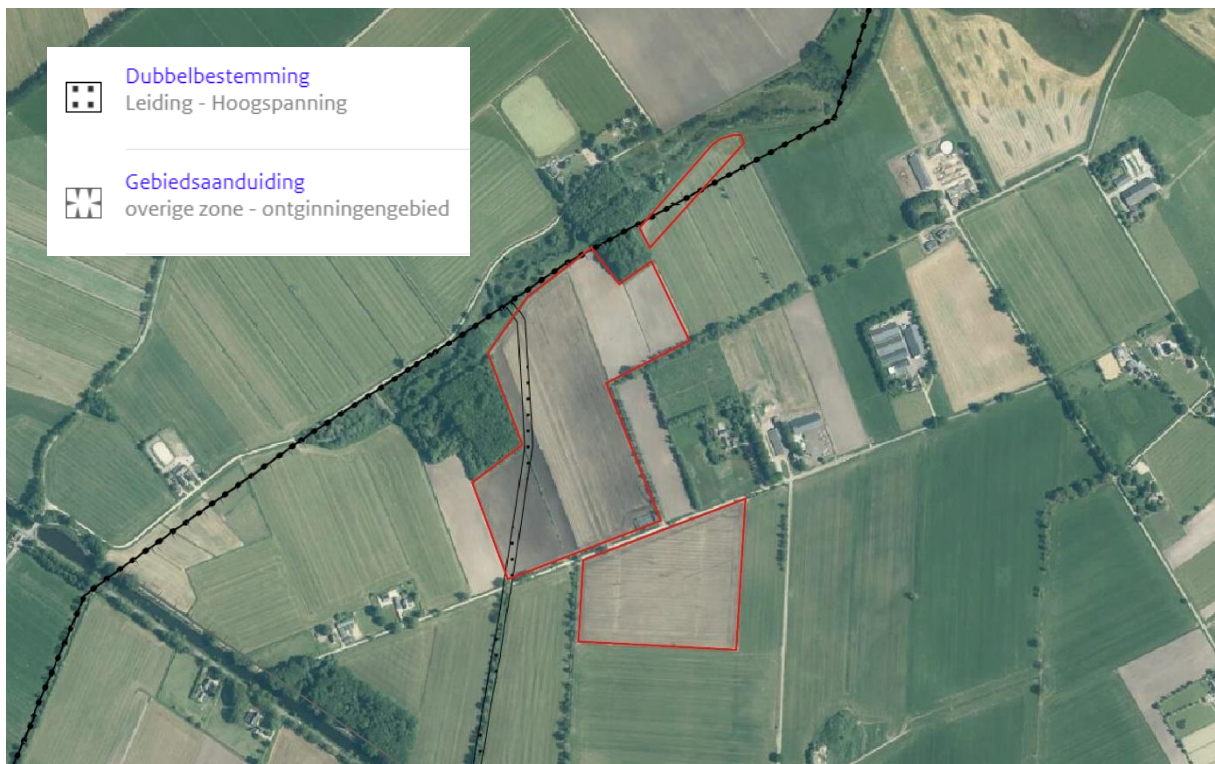 Dubbelbestemming
Leiding - Hoogspanning
Gebiedsaanduiding
overige zone - ontginningengebied